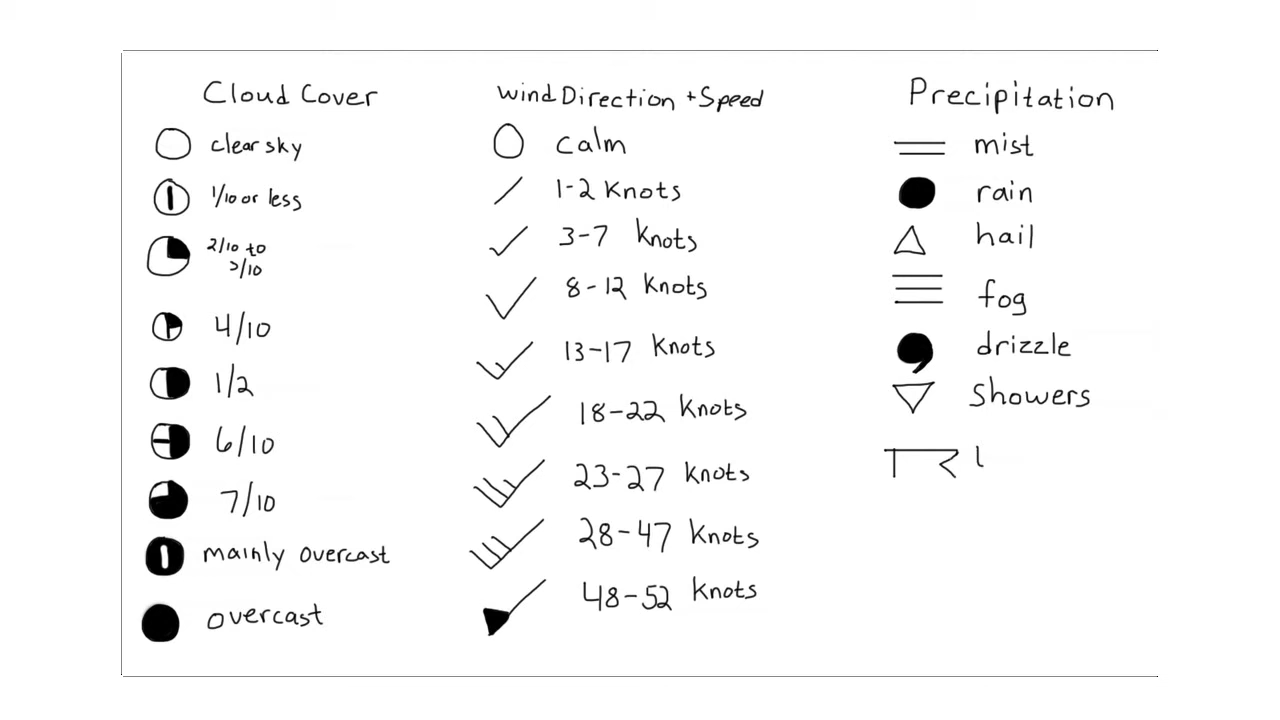 Cloud Cover
clear sky
1/10 or less
2/10 to
3/10
4/10
1/2
6/10
7/10
mainly overcast
overcast
wind Direction + Speed
calm
1-2 Knots
3-7 Knots
8-12 Knots
13-17 Knots
18-22 Knots
23-27 Knots
28-47 Knots
48-52 Knots
Precipitation
mist
rain
hail
fog
drizzle
Showers